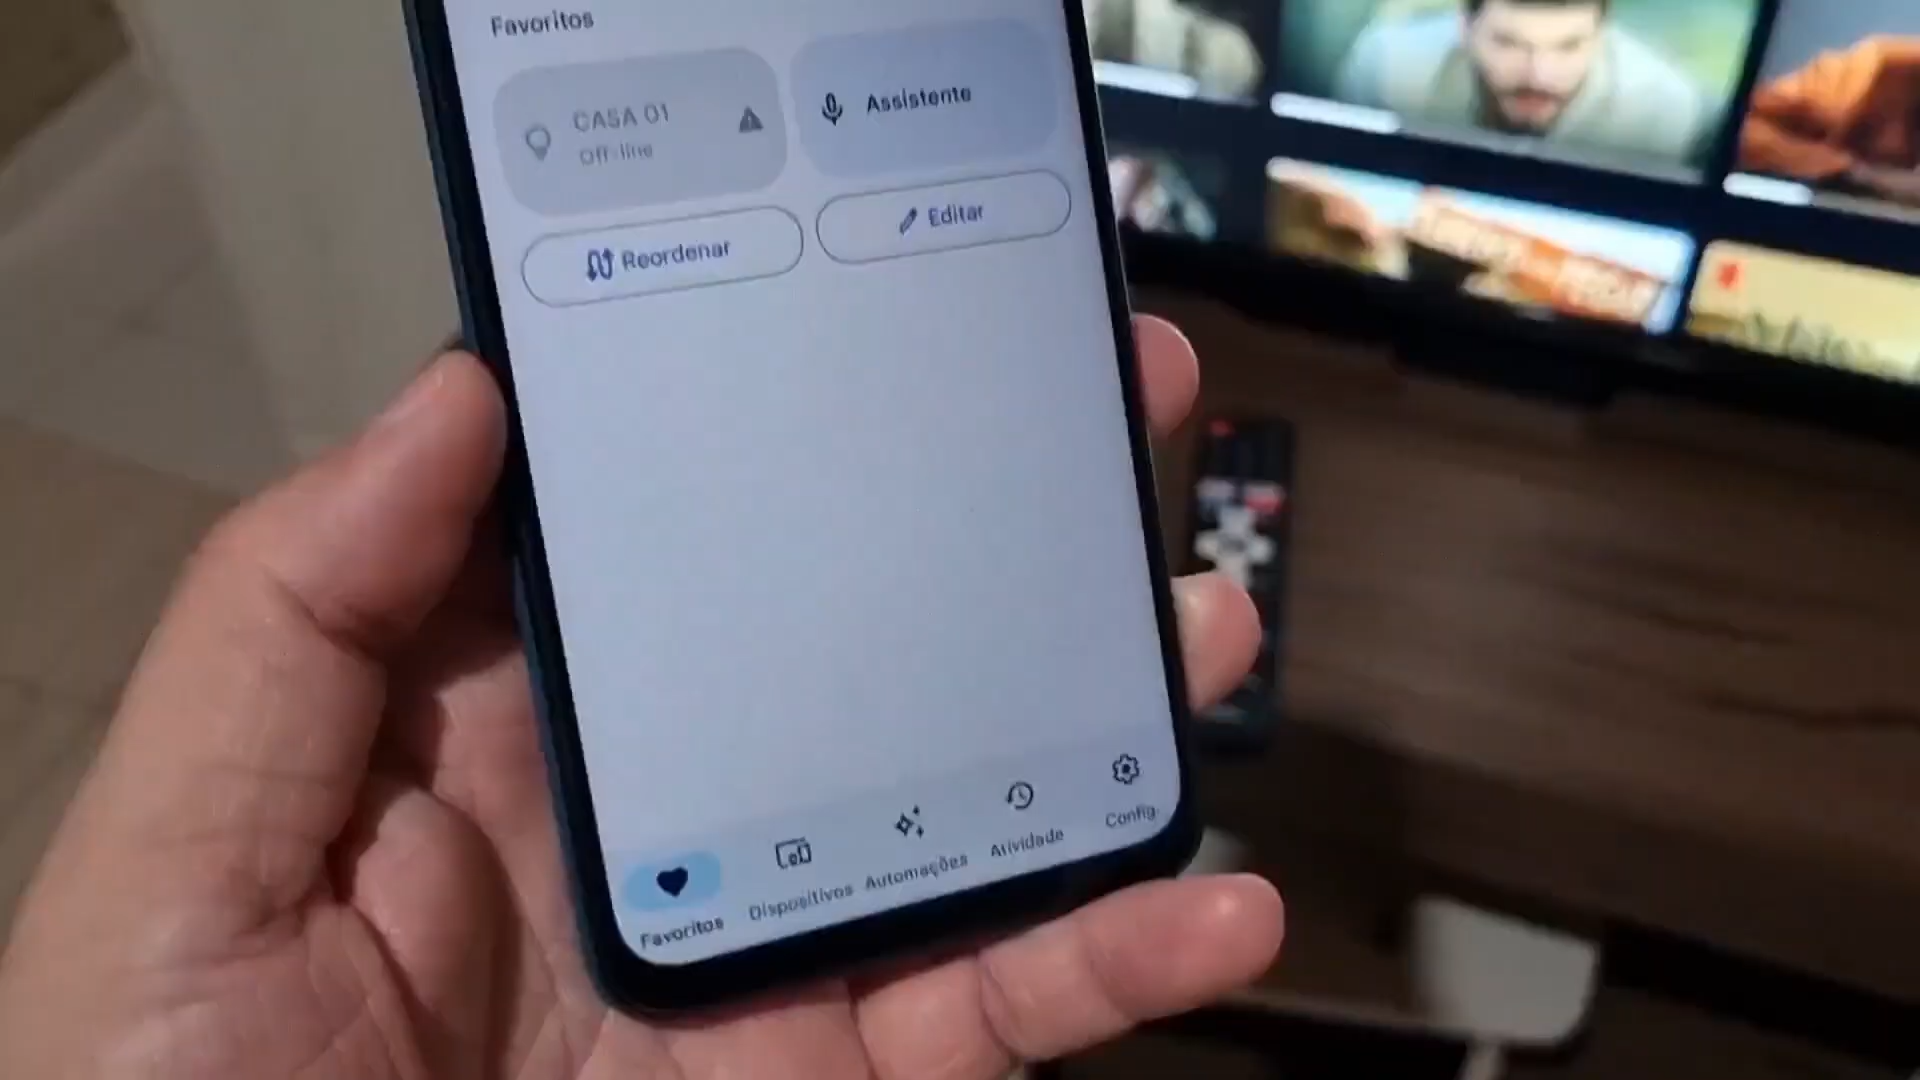 Favoritos
CASA 01
Off-line
Assistente
Reordenar
Editar
Favoritos
Dispositivos
Automações
Atividade
Config.